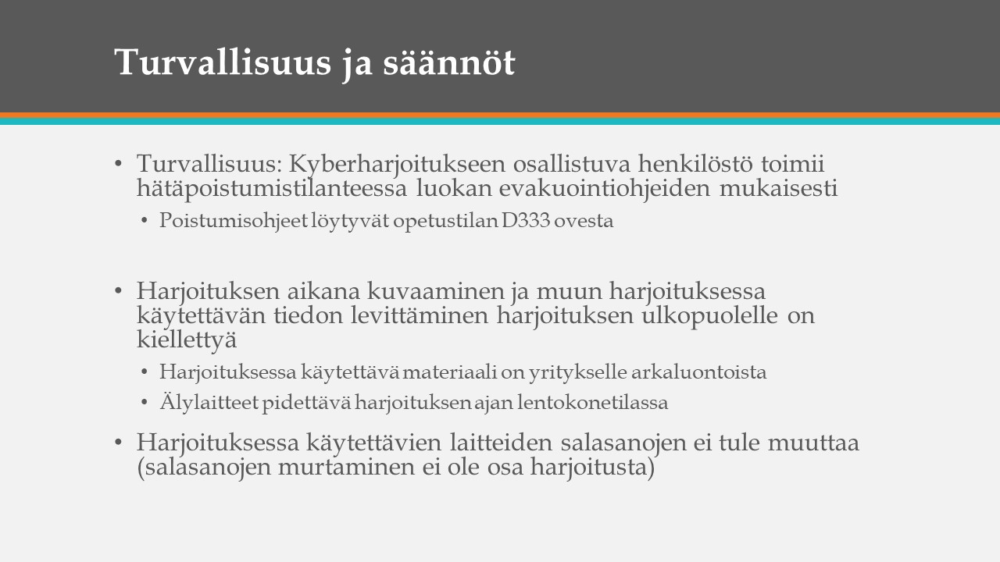 Turvallisuus ja säännöt
• Turvallisuus: Kyberharjoitukseen osallistuva henkilöstö toimii
hätäpoistumistilanteessa luokan evakuointiohjeiden mukaisesti
• Poistumisohjeet löytyvät opetustilan D333 ovesta
• Harjoituksen aikana kuvaaminen ja muun harjoituksessa
käytettävän tiedon levittäminen harjoituksen ulkopuolelle on
kiellettyä
• Harjoituksessa käytettävä materiaali on yritykselle arkaluontoista
• Älylaitteet pidettävä harjoituksen ajan lentokonetilassa
• Harjoituksessa käytettävien laitteiden salasanojen ei tule muuttaa
(salasanojen murtaminen ei ole osa harjoitusta)